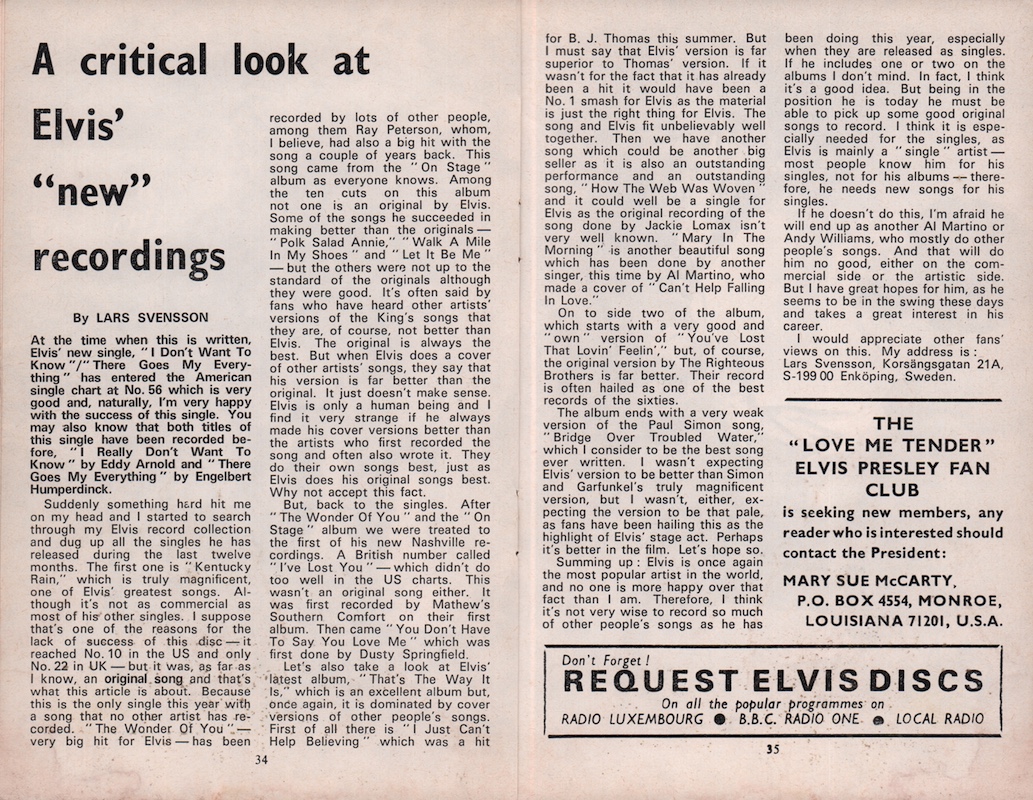 A critical look at
Elvis'
"new"
recordings
By LARS SVENSSON
At the time when this is written,
Elvis' new single, "I Don't Want To
Know"/"There Goes My Every-
thing" has entered the American
single chart at No. 56 which is very
good and, naturally, I'm very happy
with the success of this single. You
may also know that both titles of
this single have been recorded be-
fore, "I Really Don't Want To
Know" by Eddy Arnold and "There
Goes My Everything" by Engelbert
Humperdinck.
Suddenly something hard hit me
on my head and I started to search
through my Elvis record collection
and dug up all the singles he has
released during the last twelve
months. The first one is "Kentucky
Rain," which is truly magnificent,
one of Elvis' greatest songs. Al-
though it's not as commercial as
most of his other singles. I suppose
that's one of the reasons for the
lack of success of this disc — it
reached No. 10 in the US and only
No. 22 in UK — but it was, as far as
I know, an original song and that's
what this article is about. Because
this is the only single this year with
a song that no other artist has re-
corded. "The Wonder Of You" —
very big hit for Elvis — has been
recorded by lots of other people,
among them Ray Peterson, whom,
I believe, had also a big hit with the
song a couple of years back. This
song came from the "On Stage"
album as everyone knows. Among
the ten cuts on this album
not one is an original by Elvis.
Some of the songs he succeeded in
making better than the originals —
"Polk Salad Annie," "Walk A Mile
In My Shoes" and "Let It Be Me"
— but the others were not up to the
standard of the originals although
they were good. It's often said by
fans who have heard other artists'
versions of the King's songs that
they are, of course, not better than
Elvis. The original is always the
best. But when Elvis does a cover
of other artists' songs, they say that
his version is far better than the
original. It just doesn't make sense.
Elvis is only a human being and I
find it very strange if he always
made his cover versions better than
the artists who first recorded the
song and often also wrote it. They
do their own songs best, just as
Elvis does his original songs best.
Why not accept this fact.
But, back to the singles. After
"The Wonder Of You" and the "On
Stage" album we were treated to
the first of his new Nashville re-
cordings. A British number called
"I've Lost You" — which didn't do
too well in the US charts. This
wasn't an original song either. It
was first recorded by Mathew's
Southern Comfort on their first
album. Then came "You Don't Have
To Say You Love Me" which was
first done by Dusty Springfield.
Let's also take a look at Elvis'
latest album, "That's The Way It
Is," which is an excellent album but,
once again, it is dominated by cover
versions of other people's songs.
First of all there is "I Just Can't
Help Believing" which was a hit
34
for B. J. Thomas this summer. But
I must say that Elvis' version is far
superior to Thomas' version. If it
wasn't for the fact that it has already
been a hit it would have been a
No. 1 smash for Elvis as the material
is just the right thing for Elvis. The
song and Elvis fit unbelievably well
together. Then we have another
song which could be another big
seller as it is also an outstanding
performance and an outstanding
song, "How The Web Was Woven"
and it could well be a single for
Elvis as the original recording of the
song done by Jackie Lomax isn't
very well known. "Mary In The
Morning" is another beautiful song
which has been done by another
singer, this time by Al Martino, who
made a cover of "Can't Help Falling
In Love."
On to side two of the album,
which starts with a very good and
"own" version of "You've Lost
That Lovin' Feelin'," but, of course,
the original version by The Righteous
Brothers is far better. Their record
is often hailed as one of the best
records of the sixties.
The album ends with a very weak
version of the Paul Simon song,
"Bridge Over Troubled Water,"
which I consider to be the best song
ever written. I wasn't expecting
Elvis' version to be better than Simon
and Garfunkel's truly magnificent
version, but I wasn't, either, ex-
pecting the version to be that pale,
as fans have been hailing this as the
highlight of Elvis' stage act. Perhaps
it's better in the film. Let's hope so.
Summing up: Elvis is once again
the most popular artist in the world,
and no one is more happy over that
fact than I am. Therefore, I think
it's not very wise to record so much
of other people's songs as he has
been doing this year, especially
when they are released as singles.
If he includes one or two on the
albums I don't mind. In fact, I think
it's a good idea. But being in the
position he is today he must be
able to pick up some good original
songs to record. I think it is espe-
cially needed for the singles, as
Elvis is mainly a "single" artist —
most people know him for his
singles, not for his albums — there-
fore, he needs new songs for his
singles.
If he doesn't do this, I'm afraid he
will end up as another Al Martino or
Andy Williams, who mostly do other
people's songs. And that will do
him no good, either on the com-
mercial side or the artistic side.
But I have great hopes for him, as he
seems to be in the swing these days
and takes a great interest in his
career.
I would appreciate other fans'
views on this. My address is:
Lars Svensson, Korsängsgatan 21A,
S-199 00 Enköping, Sweden.
THE
"LOVE ME TENDER"
ELVIS PRESLEY FAN
CLUB
is seeking new members, any
reader who is interested should
contact the President:
MARY SUE McCARTY,
P.O. BOX 4554, MONROE,
LOUISIANA 71201, U.S.A.
Don't Forget!
REQUEST ELVIS DISCS
On all the popular programmes on
RADIO LUXEMBOURG ● B.B.C. RADIO ONE ● LOCAL RADIO
35